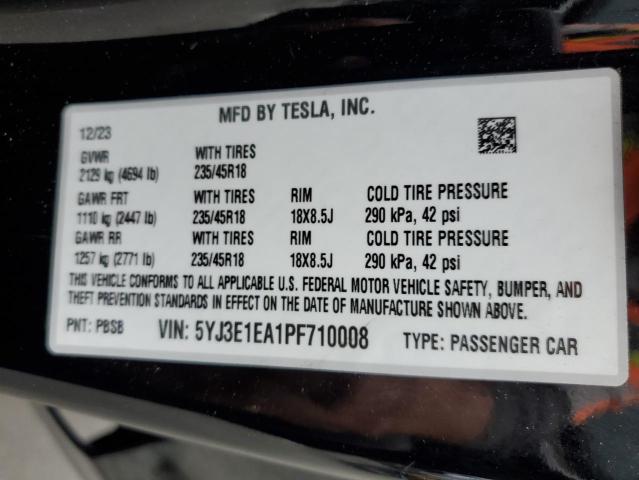 MFD BY TESLA, INC.
12/23
GVWR WITH TIRES
2129 kg (4694 lb) 235/45R18
GAWR FRT WITH TIRES RIM COLD TIRE PRESSURE
1110 kg (2447 lb) 235/45R18 18X8.5J 290 kPa, 42 psi
GAWR RR WITH TIRES RIM COLD TIRE PRESSURE
1257 kg (2771 lb) 235/45R18 18X8.5J 290 kPa, 42 psi
THIS VEHICLE CONFORMS TO ALL APPLICABLE U.S. FEDERAL MOTOR VEHICLE SAFETY, BUMPER, AND
THEFT PREVENTION STANDARDS IN EFFECT ON THE DATE OF MANUFACTURE SHOWN ABOVE.
PNT: PBSB VIN: 5YJ3E1EA1PF710008 TYPE: PASSENGER CAR